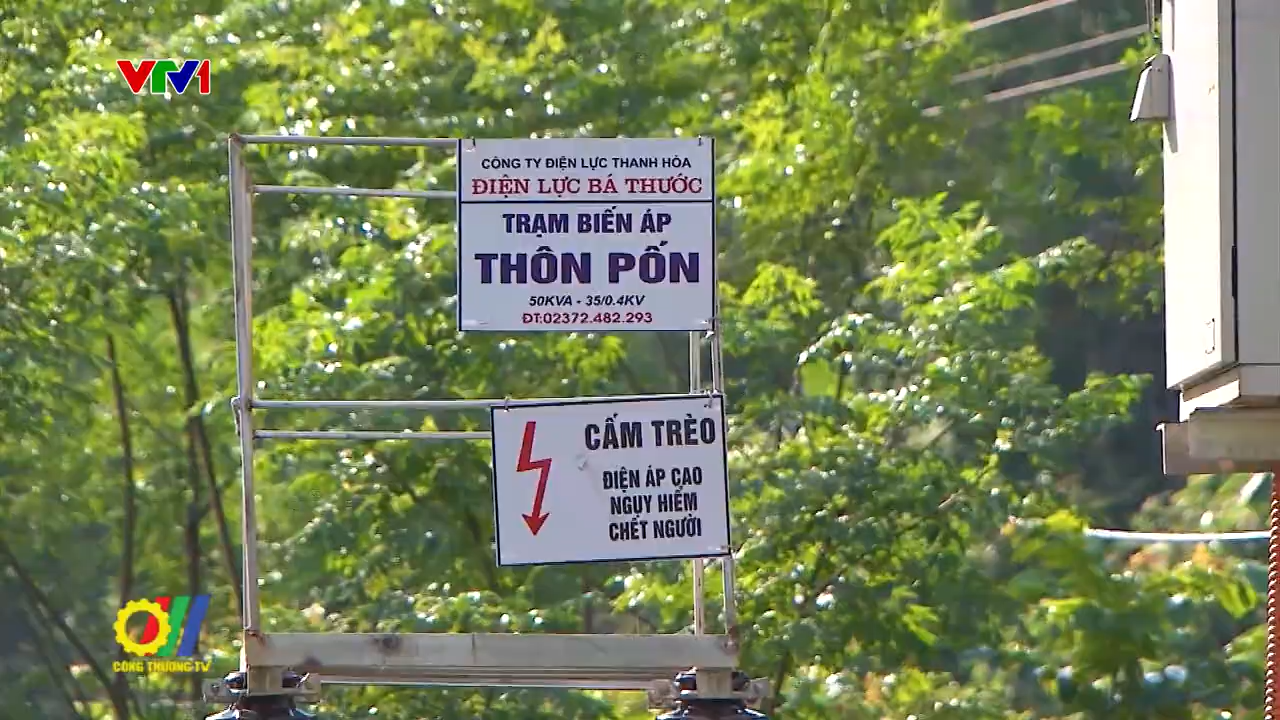 VTV1
CÔNG TY ĐIỆN LỰC THANH HÓA
ĐIỆN LỰC BÁ THƯỚC
TRẠM BIẾN ÁP
THÔN PỐN
50KVA - 35/0.4KV
ĐT:02372.482.293
CẤM TRÈO
ĐIỆN ÁP CAO
NGUY HIỂM
CHẾT NGƯỜI
CÔNG THƯƠNG TV